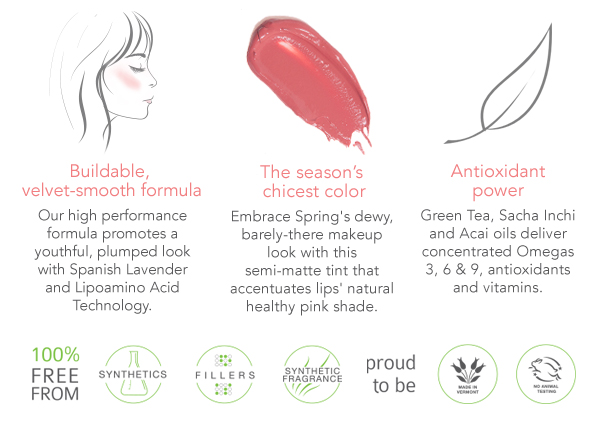 Buildable,
velvet-smooth formula
Our high performance
formula promotes a
youthful, plumped look
with Spanish Lavender
and Lipoamino Acid
Technology.
The season's
chicest color
Embrace Spring's dewy,
barely-there makeup
look with this
semi-matte tint that
accentuates lips' natural
healthy pink shade.
Antioxidant
power
Green Tea, Sacha Inchi
and Acai oils deliver
concentrated Omegas
3, 6 & 9, antioxidants
and vitamins.
100%
FREE
FROM
SYNTHETICS
FILLERS
SYNTHETIC
FRAGRANCE
proud
to be
MADE IN
VERMONT
NO ANIMAL
TESTING